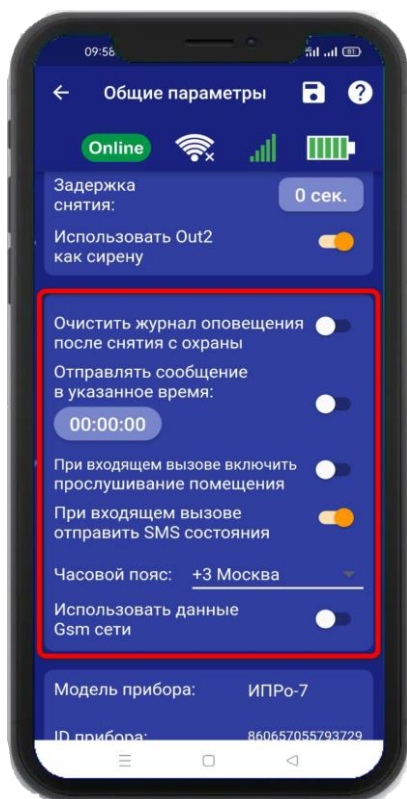 09:58
Общие параметры
Online
Задержка
снятия:
0 сек.
Использовать Out2
как сирену
Очистить журнал оповещения
после снятия с охраны
Отправлять сообщение
в указанное время:
00:00:00
При входящем вызове включить
прослушивание помещения
При входящем вызове
отправить SMS состояния
Часовой пояс: +3 Москва
Использовать данные
Gsm сети
Модель прибора: ИПРо-7
ID прибора: 860657055793729